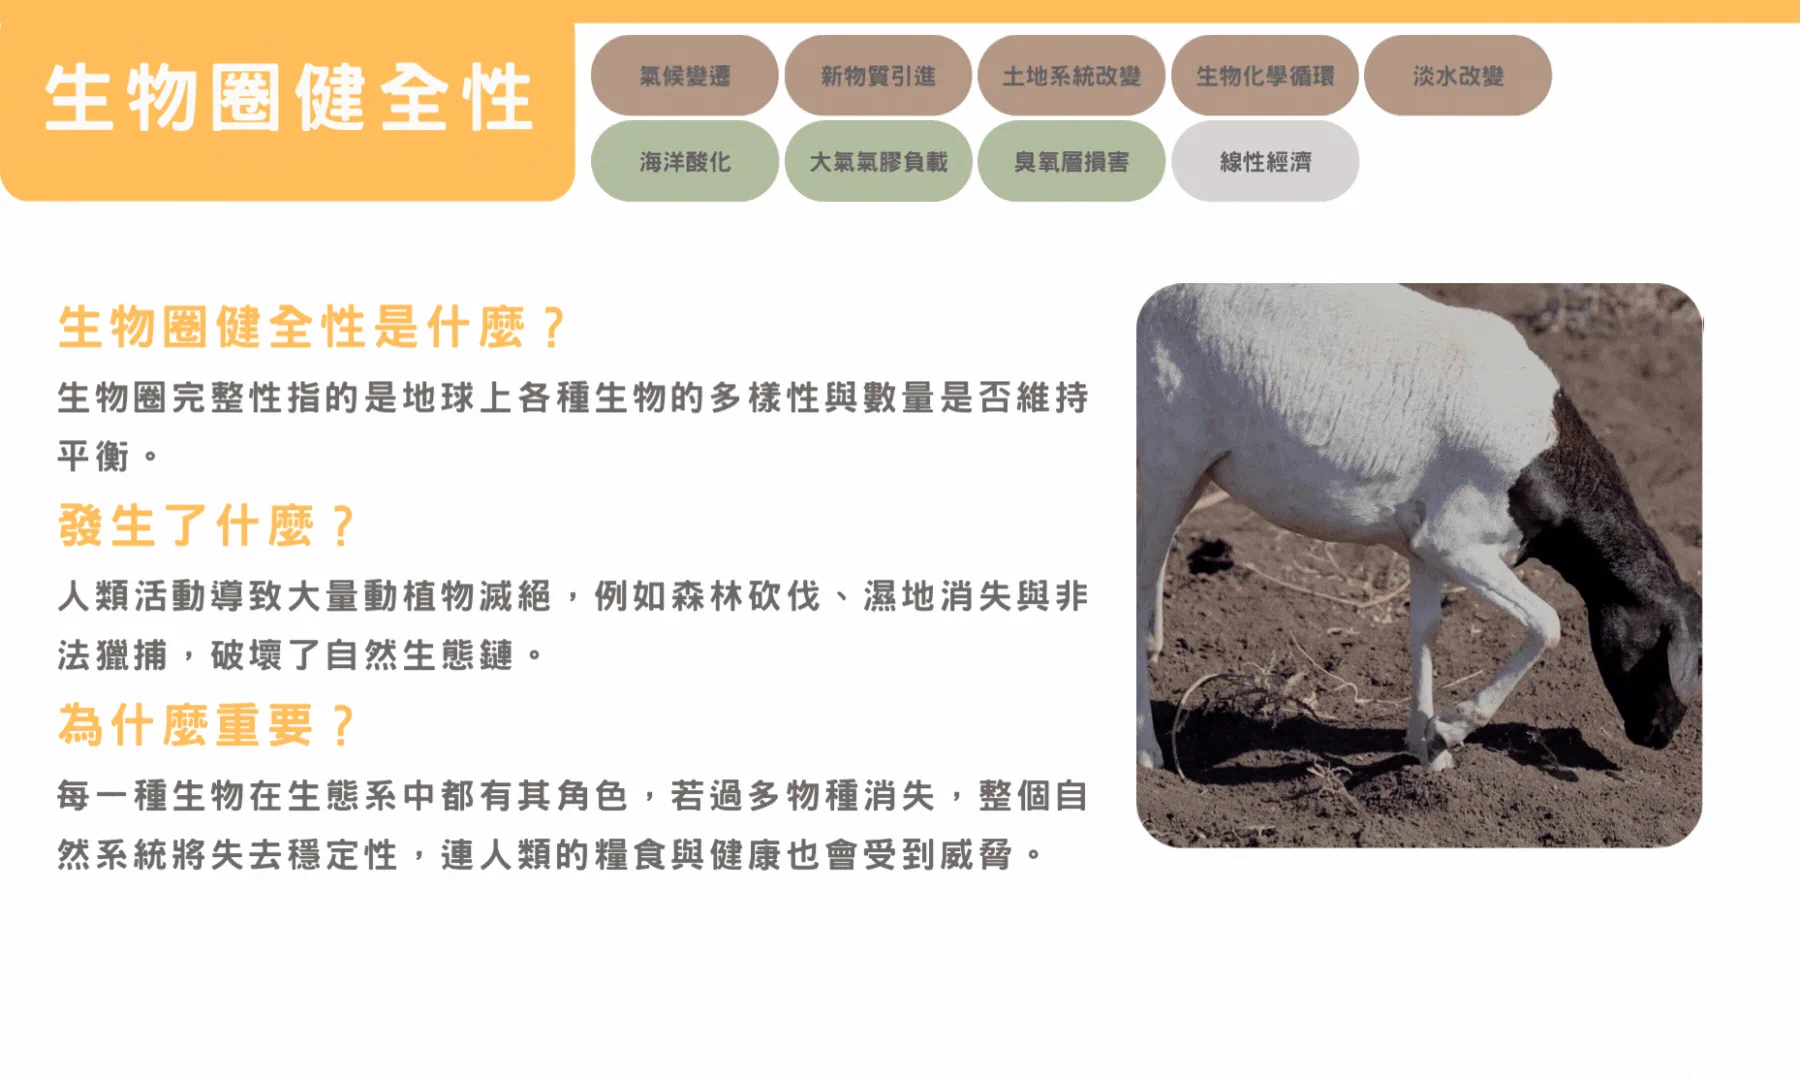 生物圈健全性
氣候變遷
新物質引進
土地系統改變
生物化學循環
淡水改變
海洋酸化
大氣氣膠負載
臭氧層損害
線性經濟
生物圈健全性是什麼？
生物圈完整性指的是地球上各種生物的多樣性與數量是否維持
平衡。
發生了什麼？
人類活動導致大量動植物滅絕，例如森林砍伐、濕地消失與非
法獵捕，破壞了自然生態鏈。
為什麼重要？
每一種生物在生態系中都有其角色，若過多物種消失，整個自
然系統將失去穩定性，連人類的糧食與健康也會受到威脅。